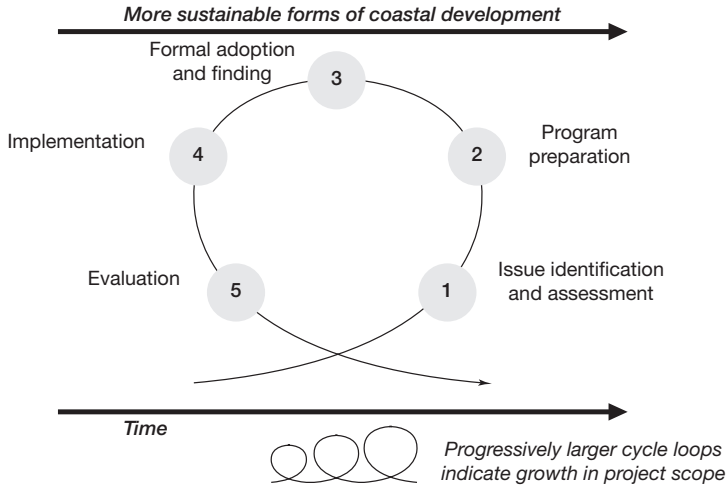 More sustainable forms of coastal development
Formal adoption
and finding
3
Implementation
4
2
Program
preparation
Evaluation
5
1
Issue identification
and assessment
Time
Progressively larger cycle loops
indicate growth in project scope